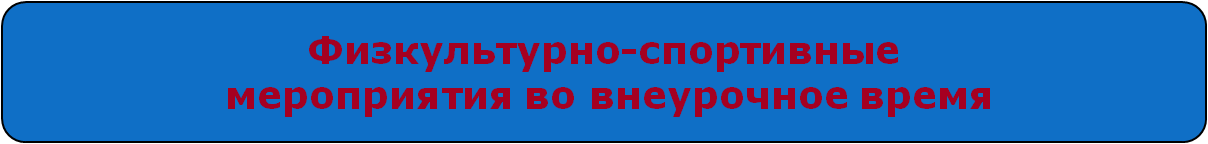 Физкультурно-спортивные
мероприятия во внеурочное время